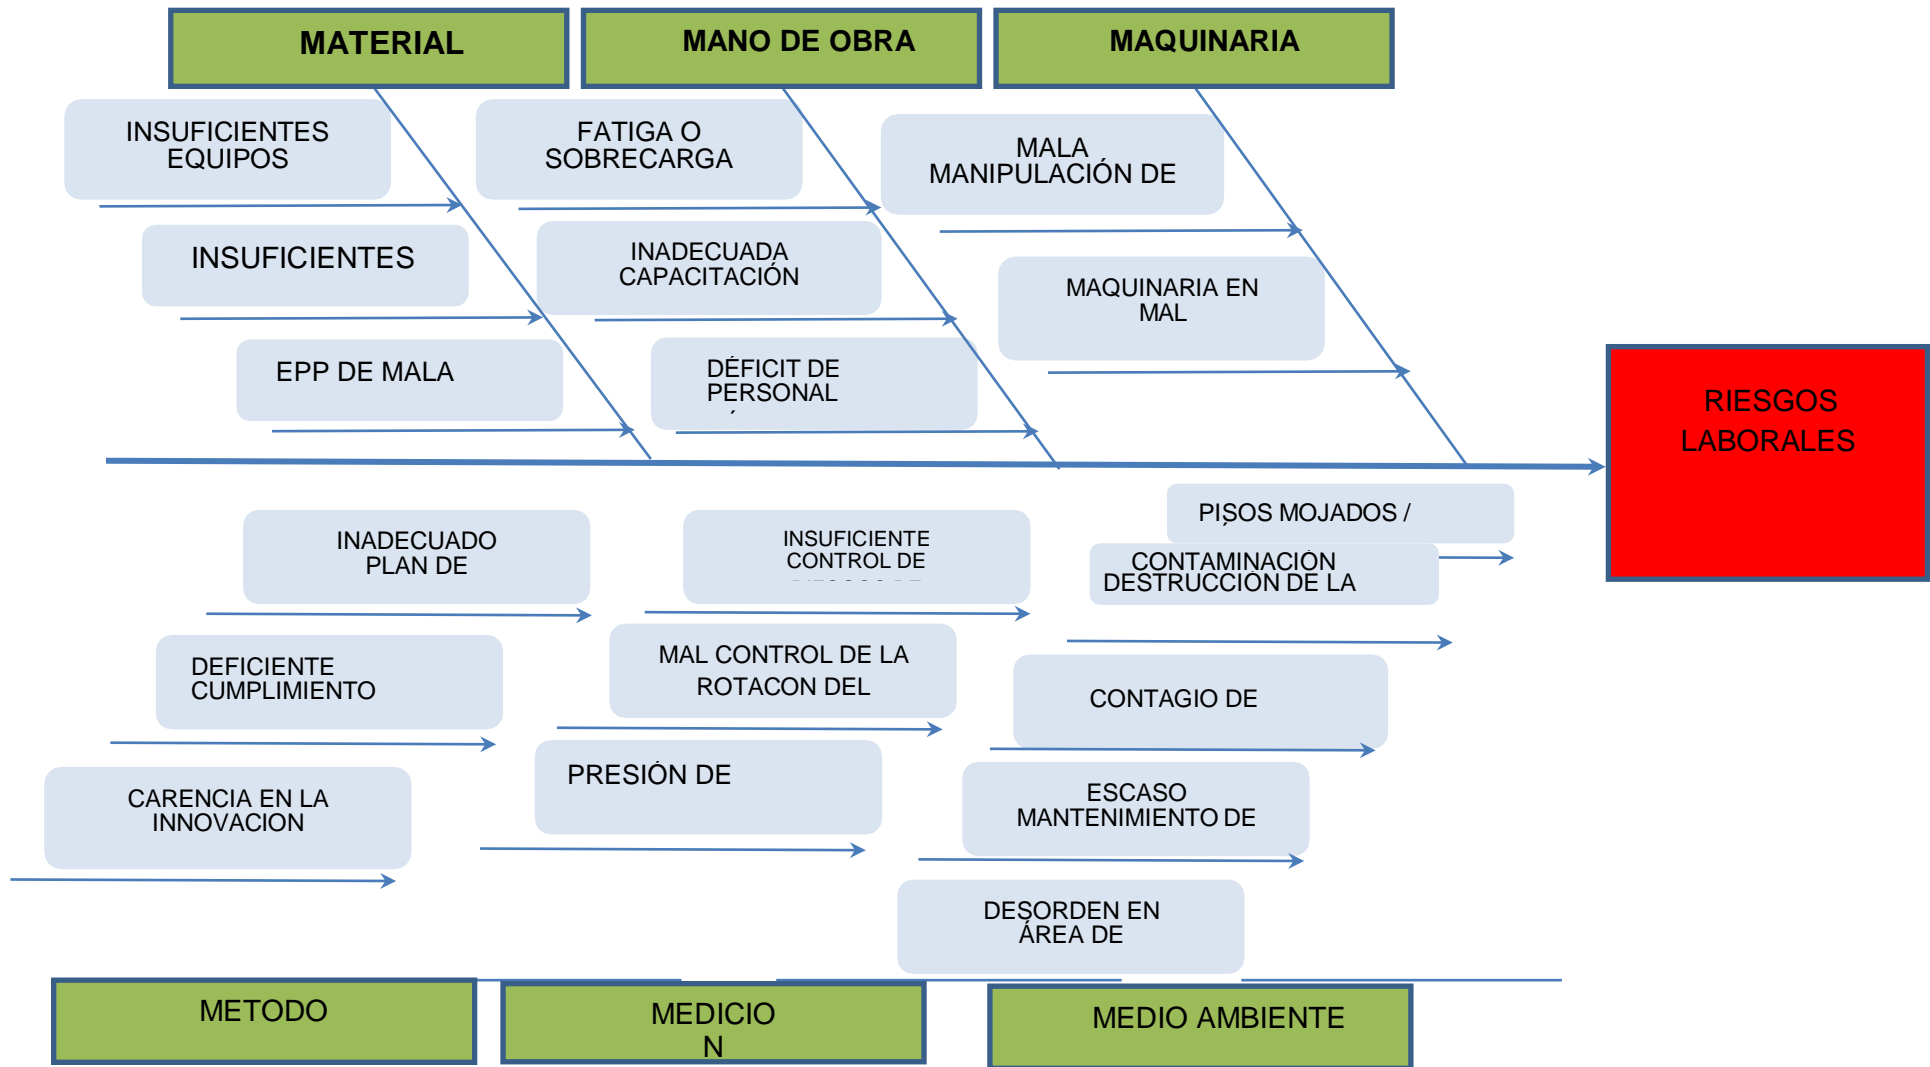 MATERIAL
MANO DE OBRA
MAQUINARIA
INSUFICIENTES
EQUIPOS
FATIGA O
SOBRECARGA
MALA
MANIPULACIÓN DE
INSUFICIENTES
INADECUADA
CAPACITACIÓN
MAQUINARIA EN
MAL
EPP DE MALA
DÉFICIT DE
PERSONAL
RIESGOS
LABORALES
INADECUADO
PLAN DE
INSUFICIENTE
CONTROL DE
PISOS MOJADOS /
CONTAMINACIÓN
DESTRUCCIÓN DE LA
DEFICIENTE
CUMPLIMIENTO
MAL CONTROL DE LA
ROTACON DEL
CONTAGIO DE
CARENCIA EN LA
INNOVACION
PRESIÓN DE
ESCASO
MANTENIMIENTO DE
DESORDEN EN
ÁREA DE
METODO
MEDICIO
N
MEDIO AMBIENTE